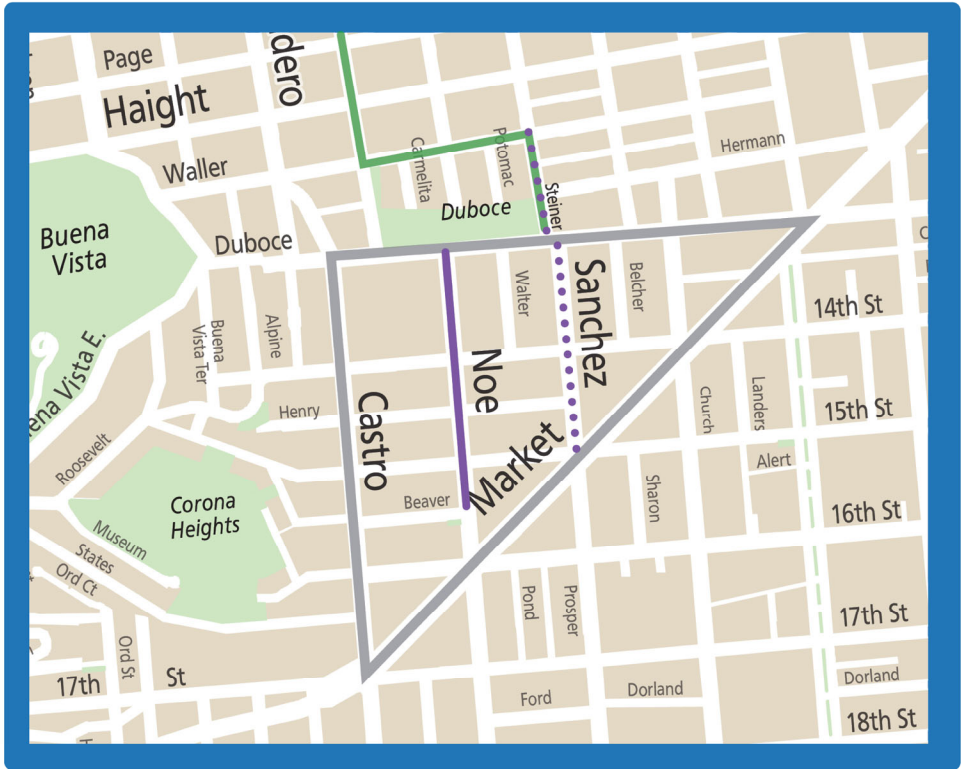 Page
dero
Haight
Waller
Carmelita
Potomac
Hermann
Steiner
Duboce
Buena
Vista
Duboce
Walter
Sanchez
Belcher
14th St
Buena
Vista Ter
Alpine
ena Vista E.
Noe
Castro
Henry
Church
Landers
15th St
Roosevelt
Market
Alert
Corona
Heights
Beaver
Sharon
16th St
Museum
States
Ord Ct
Pond
Prosper
17th St
Ord St
17th
St
Ford
Dorland
Dorland
18th St